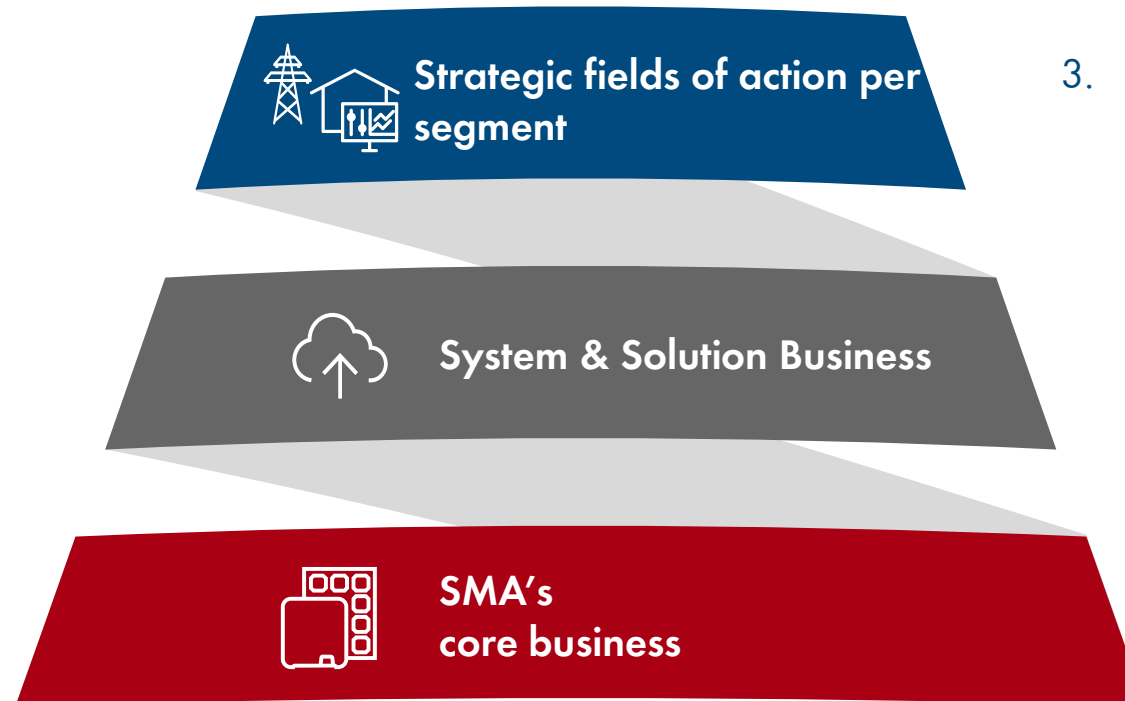 Strategic fields of action per
segment
3.
System & Solution Business
SMA’s
core business